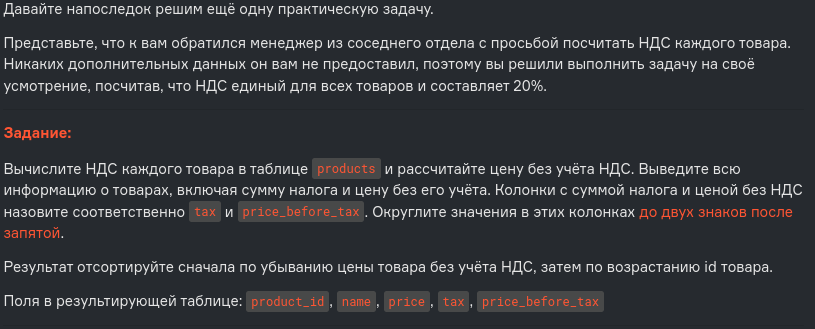 Давайте напоследок решим ещё одну практическую задачу.
Представьте, что к вам обратился менеджер из соседнего отдела с просьбой посчитать НДС каждого товара.
Никаких дополнительных данных он вам не предоставил, поэтому вы решили выполнить задачу на своё
усмотрение, посчитав, что НДС единый для всех товаров и составляет 20%.
Задание:
Вычислите НДС каждого товара в таблице products и рассчитайте цену без учёта НДС. Выведите всю
информацию о товарах, включая сумму налога и цену без его учёта. Колонки с суммой налога и ценой без НДС
назовите соответственно tax и price_before_tax. Округлите значения в этих колонках до двух знаков после
запятой.
Результат отсортируйте сначала по убыванию цены товара без учёта НДС, затем по возрастанию id товара.
Поля в результирующей таблице: product_id, name, price, tax, price_before_tax